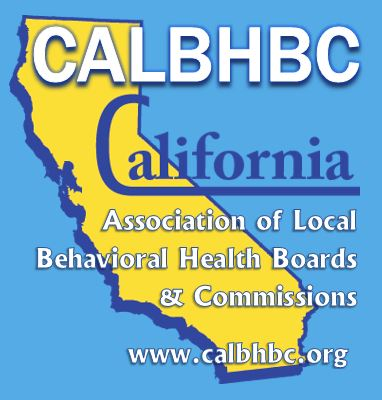 CALBHBC
California
Association of Local
Behavioral Health Boards
& Commissions
www.calbhbc.org